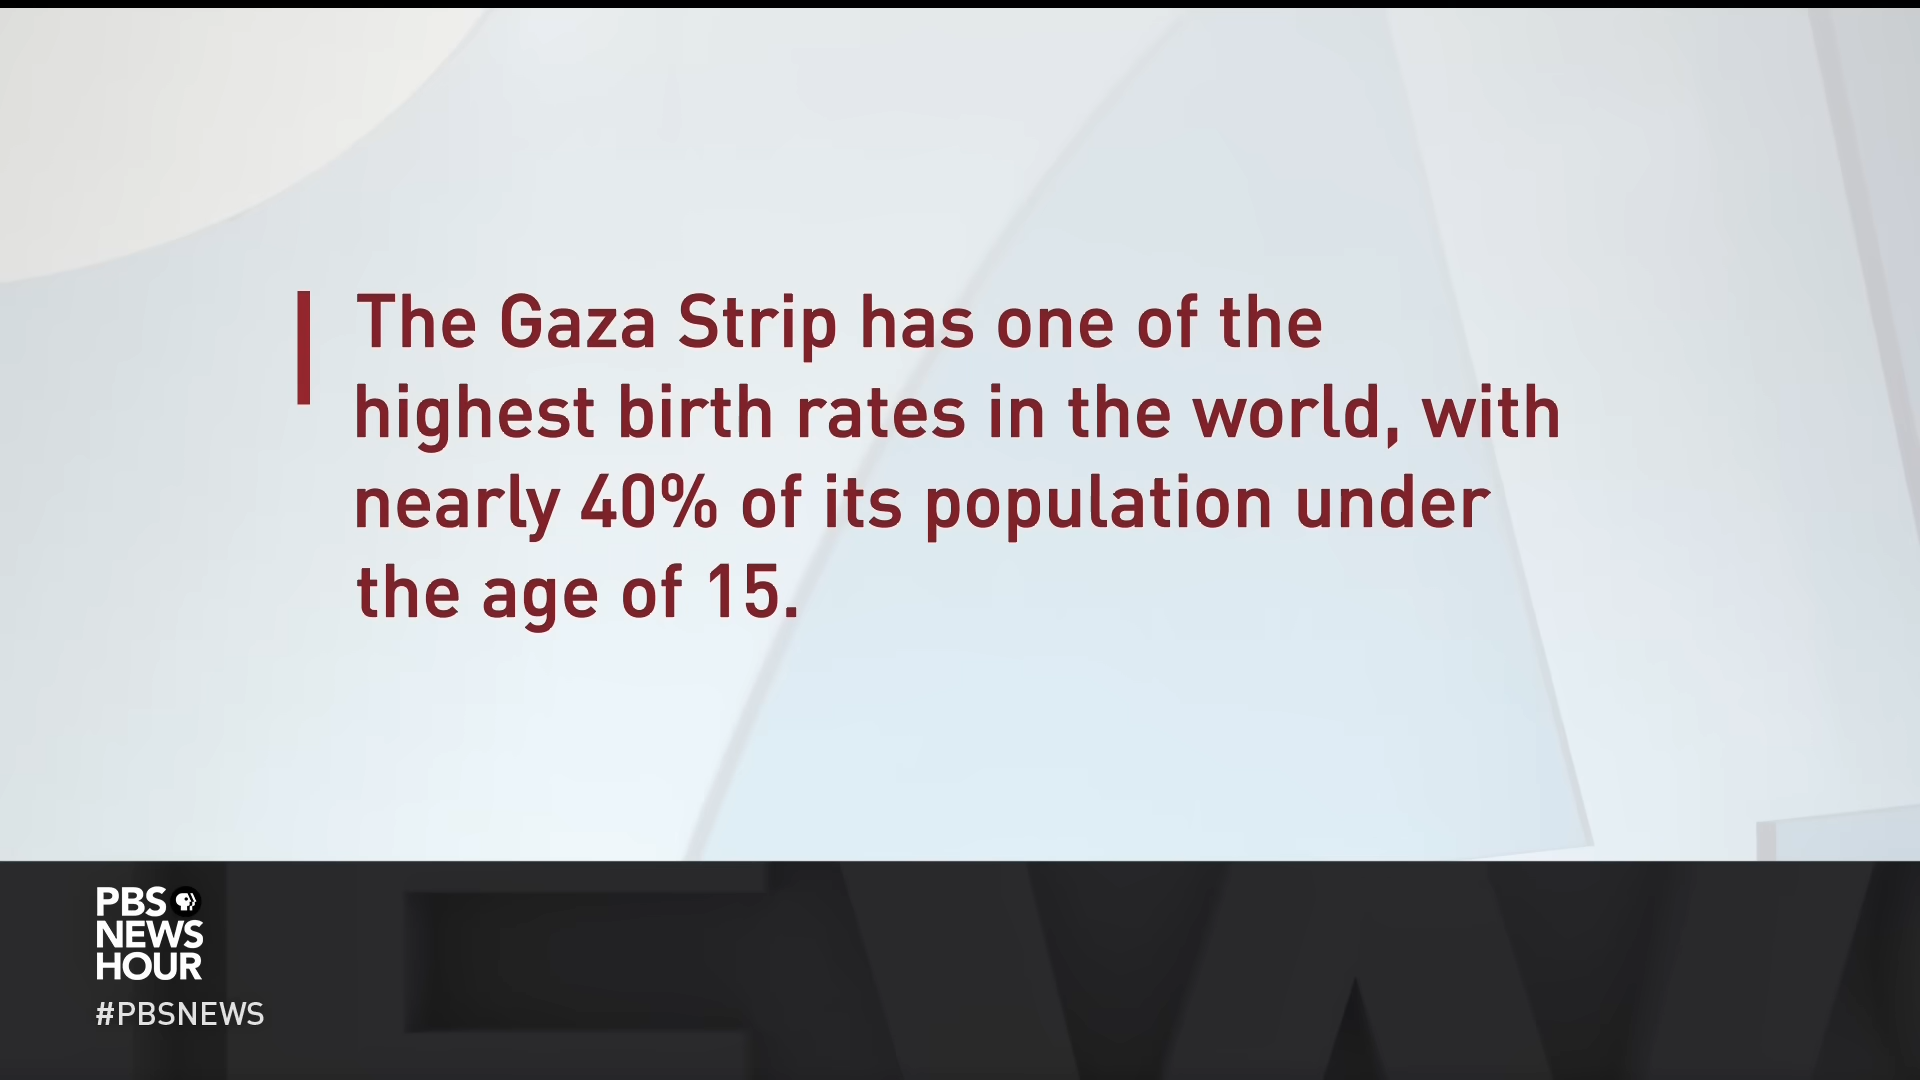 The Gaza Strip has one of the
highest birth rates in the world, with
nearly 40% of its population under
the age of 15.
PBS
NEWS
HOUR
#PBSNEWS